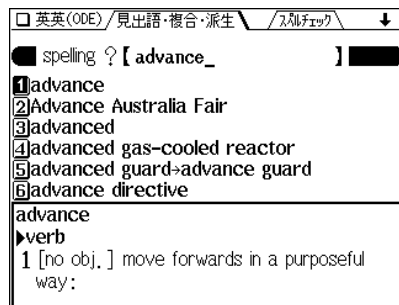 英英(ODE)/見出語・複合・派生 スペルチェック
spelling ?【advance_ 】
1 advance
2 Advance Australia Fair
3 advanced
4 advanced gas-cooled reactor
5 advanced guard→advance guard
6 advance directive
advance
▶verb
1 [no obj.] move forwards in a purposeful
way: